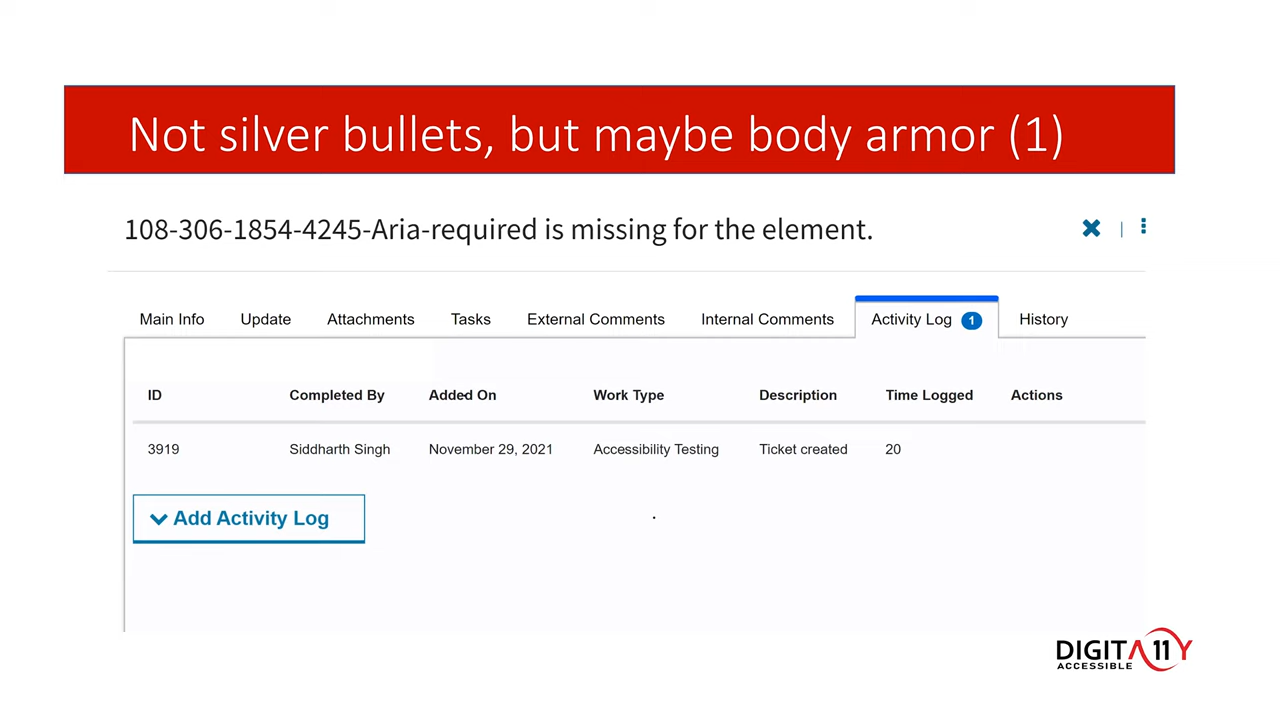 Not silver bullets, but maybe body armor (1)
108-306-1854-4245-Aria-required is missing for the element.
Main Info Update Attachments Tasks External Comments Internal Comments Activity Log 1 History
ID Completed By Added On Work Type Description Time Logged Actions
3919 Siddharth Singh November 29, 2021 Accessibility Testing Ticket created 20
Add Activity Log
DIGITA11Y
ACCESSIBLE